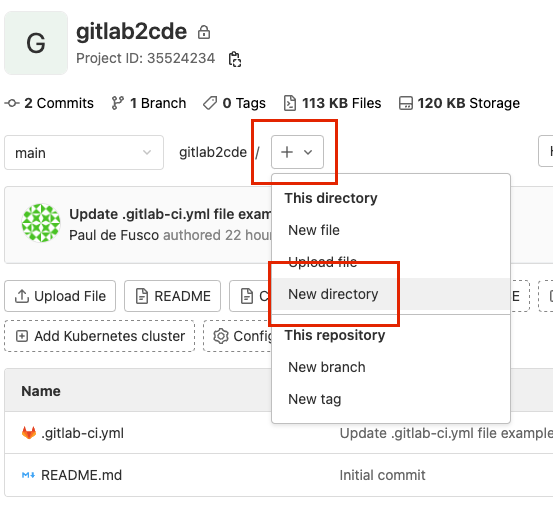 G
gitlab2cde
Project ID: 35524234
2 Commits 1 Branch 0 Tags 113 KB Files 120 KB Storage
main gitlab2cde / +
This directory
Update .gitlab-ci.yml file New file
Paul de Fusco authored 22 Upload file
Upload File README New directory
This repository
Add Kubernetes cluster
New branch
Name
New tag
.gitlab-ci.yml Update .gitlab-ci.yml file example
README.md Initial commit